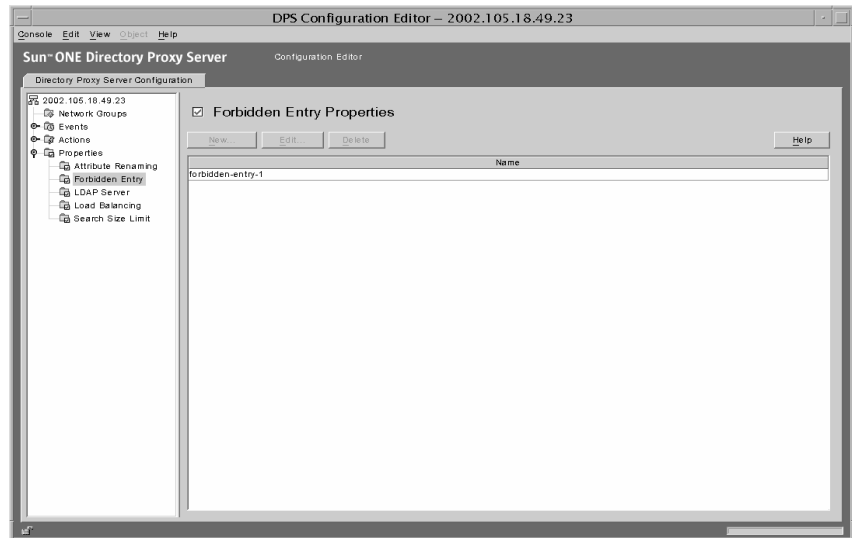 DPS Configuration Editor – 2002.105.18.49.23
Console Edit View Object Help
Sun™ ONE Directory Proxy Server Configuration Editor
Directory Proxy Server Configuration
2002.105.18.49.23
Network Groups
Events
Actions
Properties
Attribute Renaming
Forbidden Entry
LDAP Server
Load Balancing
Search Size Limit
Forbidden Entry Properties
New... Edit... Delete Help
Name
forbidden-entry-1